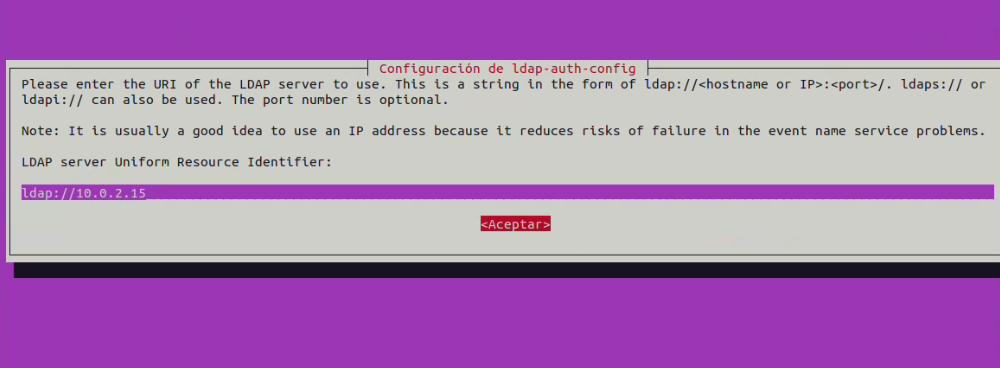 Configuración de ldap-auth-config
Please enter the URI of the LDAP server to use. This is a string in the form of ldap://<hostname or IP>:<port>/. ldaps:// or
ldapi:// can also be used. The port number is optional.
Note: It is usually a good idea to use an IP address because it reduces risks of failure in the event name service problems.
LDAP server Uniform Resource Identifier:
ldap://10.0.2.15
<Aceptar>